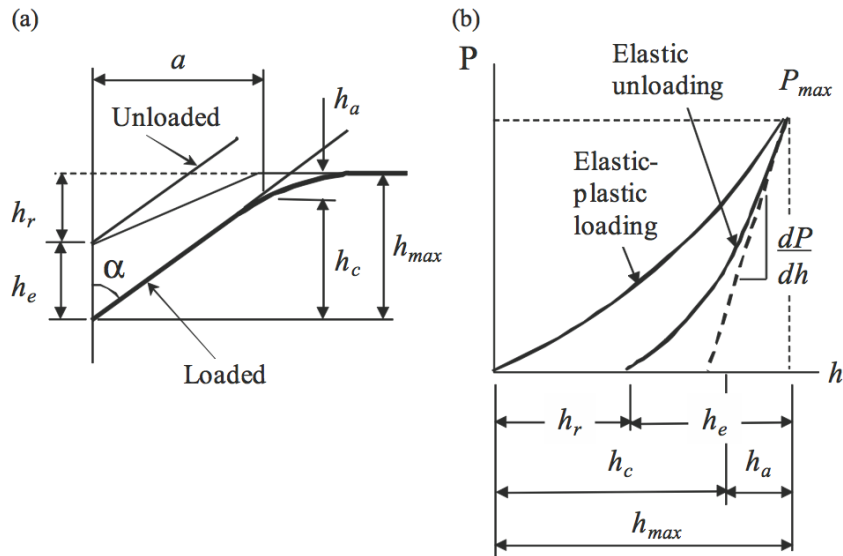 (a)
a
h_a
Unloaded
h_r
h_e
α
h_c
h_max
Loaded
(b)
P
Elastic
unloading
P_max
Elastic-
plastic
loading
dP
dh
h
h_r
h_e
h_c
h_a
h_max